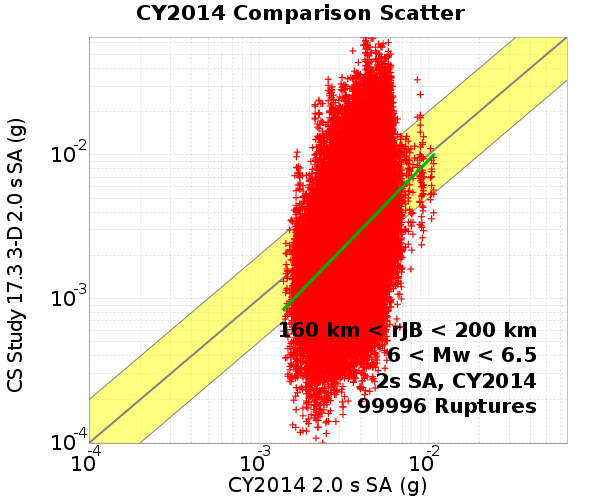 CY2014 Comparison Scatter
CS Study 17.3 3-D 2.0 s SA (g)
10-2
10-3
10-4
160 km < rJB < 200 km
6 < Mw < 6.5
2s SA, CY2014
99996 Ruptures
10-4 10-3 10-2
CY2014 2.0 s SA (g)